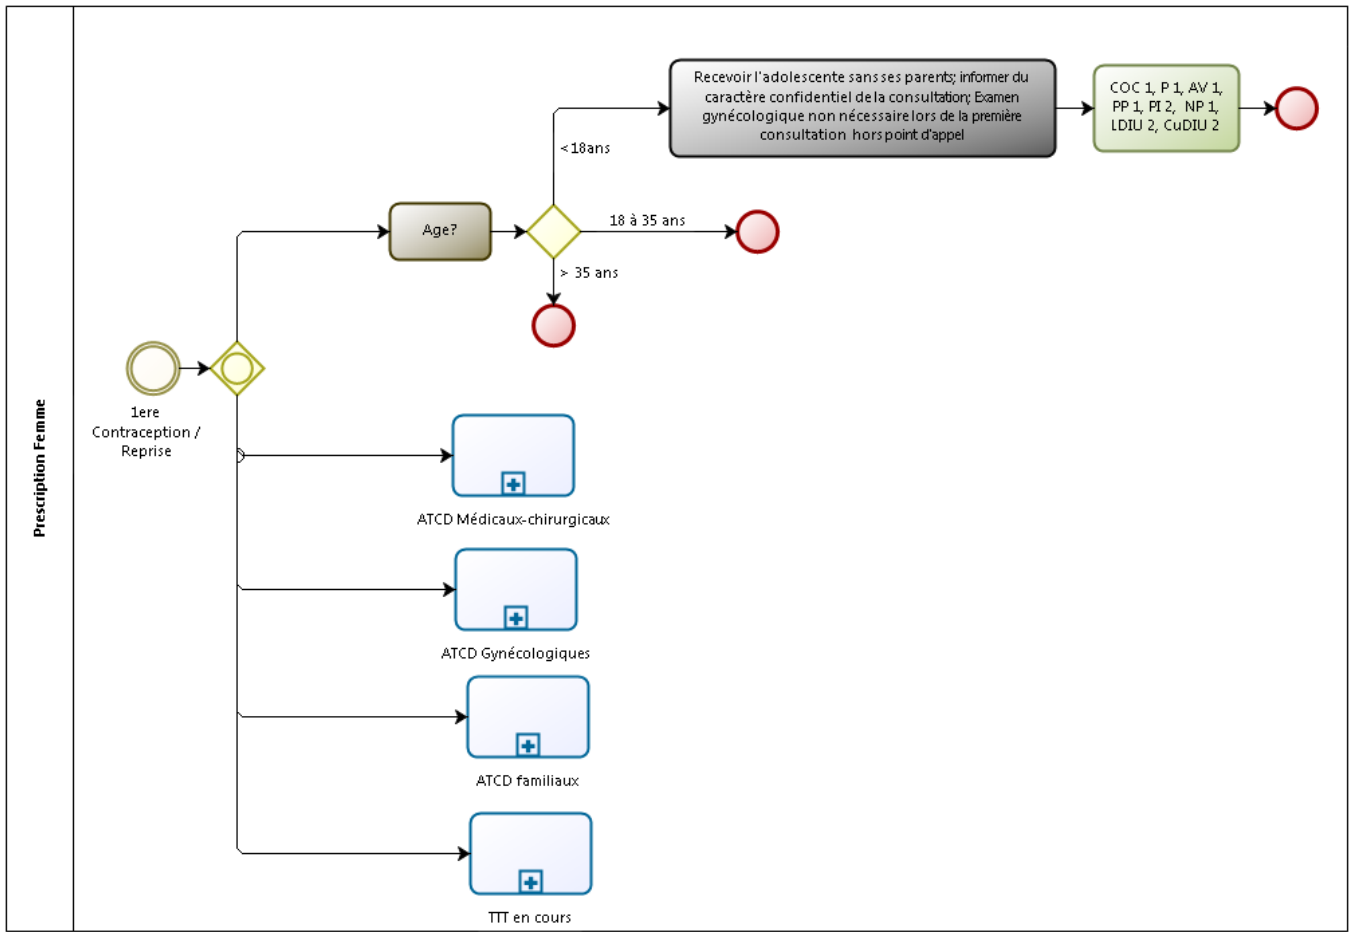 Prescription Femme
1ere
Contraception /
Reprise
Age?
<18ans
18 à 35 ans
> 35 ans
Recevoir l'adolescente sans ses parents; informer du
caractère confidentiel de la consultation; Examen
gynécologique non nécessaire lors de la première
consultation hors point d'appel
COC 1, P 1, AV 1,
PP 1, PI 2, NP 1,
LDIU 2, CuDIU 2
ATCD Médicaux-chirurgicaux
ATCD Gynécologiques
ATCD familiaux
TTT en cours